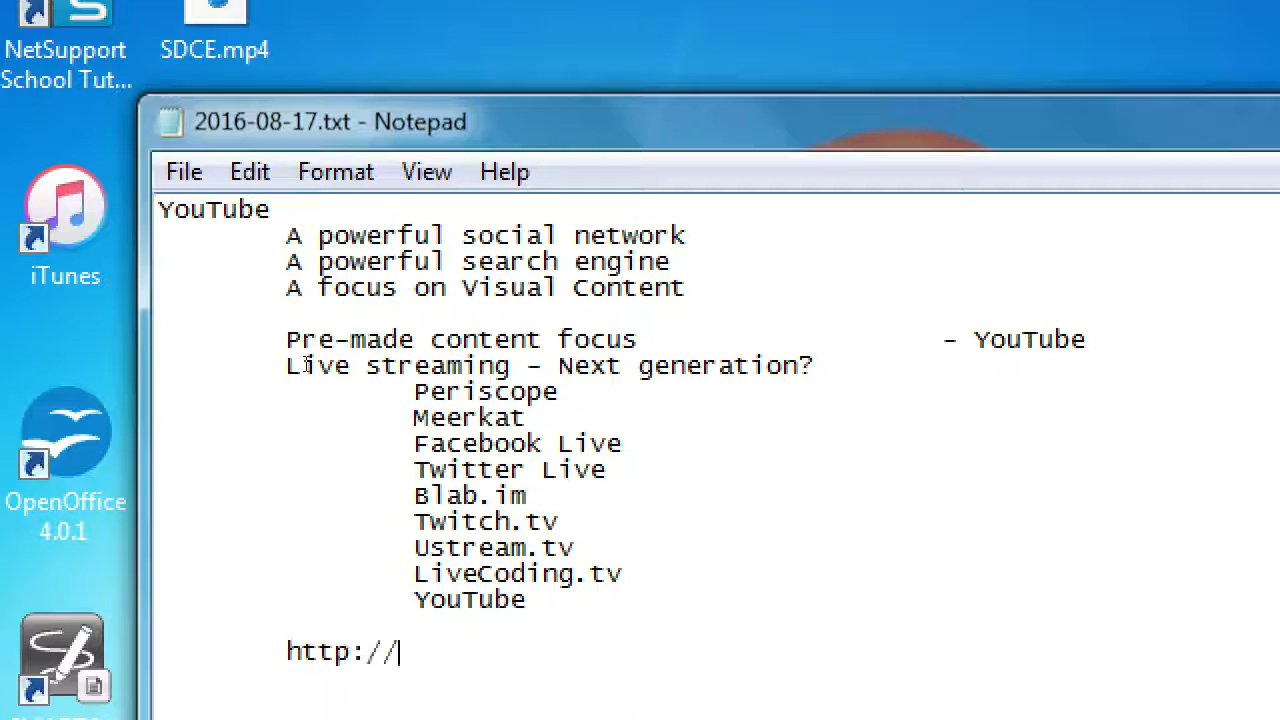 NetSupport
School Tut...
SDCE.mp4
2016-08-17.txt - Notepad
File Edit Format View Help
YouTube
A powerful social network
A powerful search engine
A focus on Visual Content
Pre-made content focus - YouTube
Live streaming - Next generation?
Periscope
Meerkat
Facebook Live
Twitter Live
Blab.im
Twitch.tv
Ustream.tv
LiveCoding.tv
YouTube
http://
iTunes
OpenOffice
4.0.1